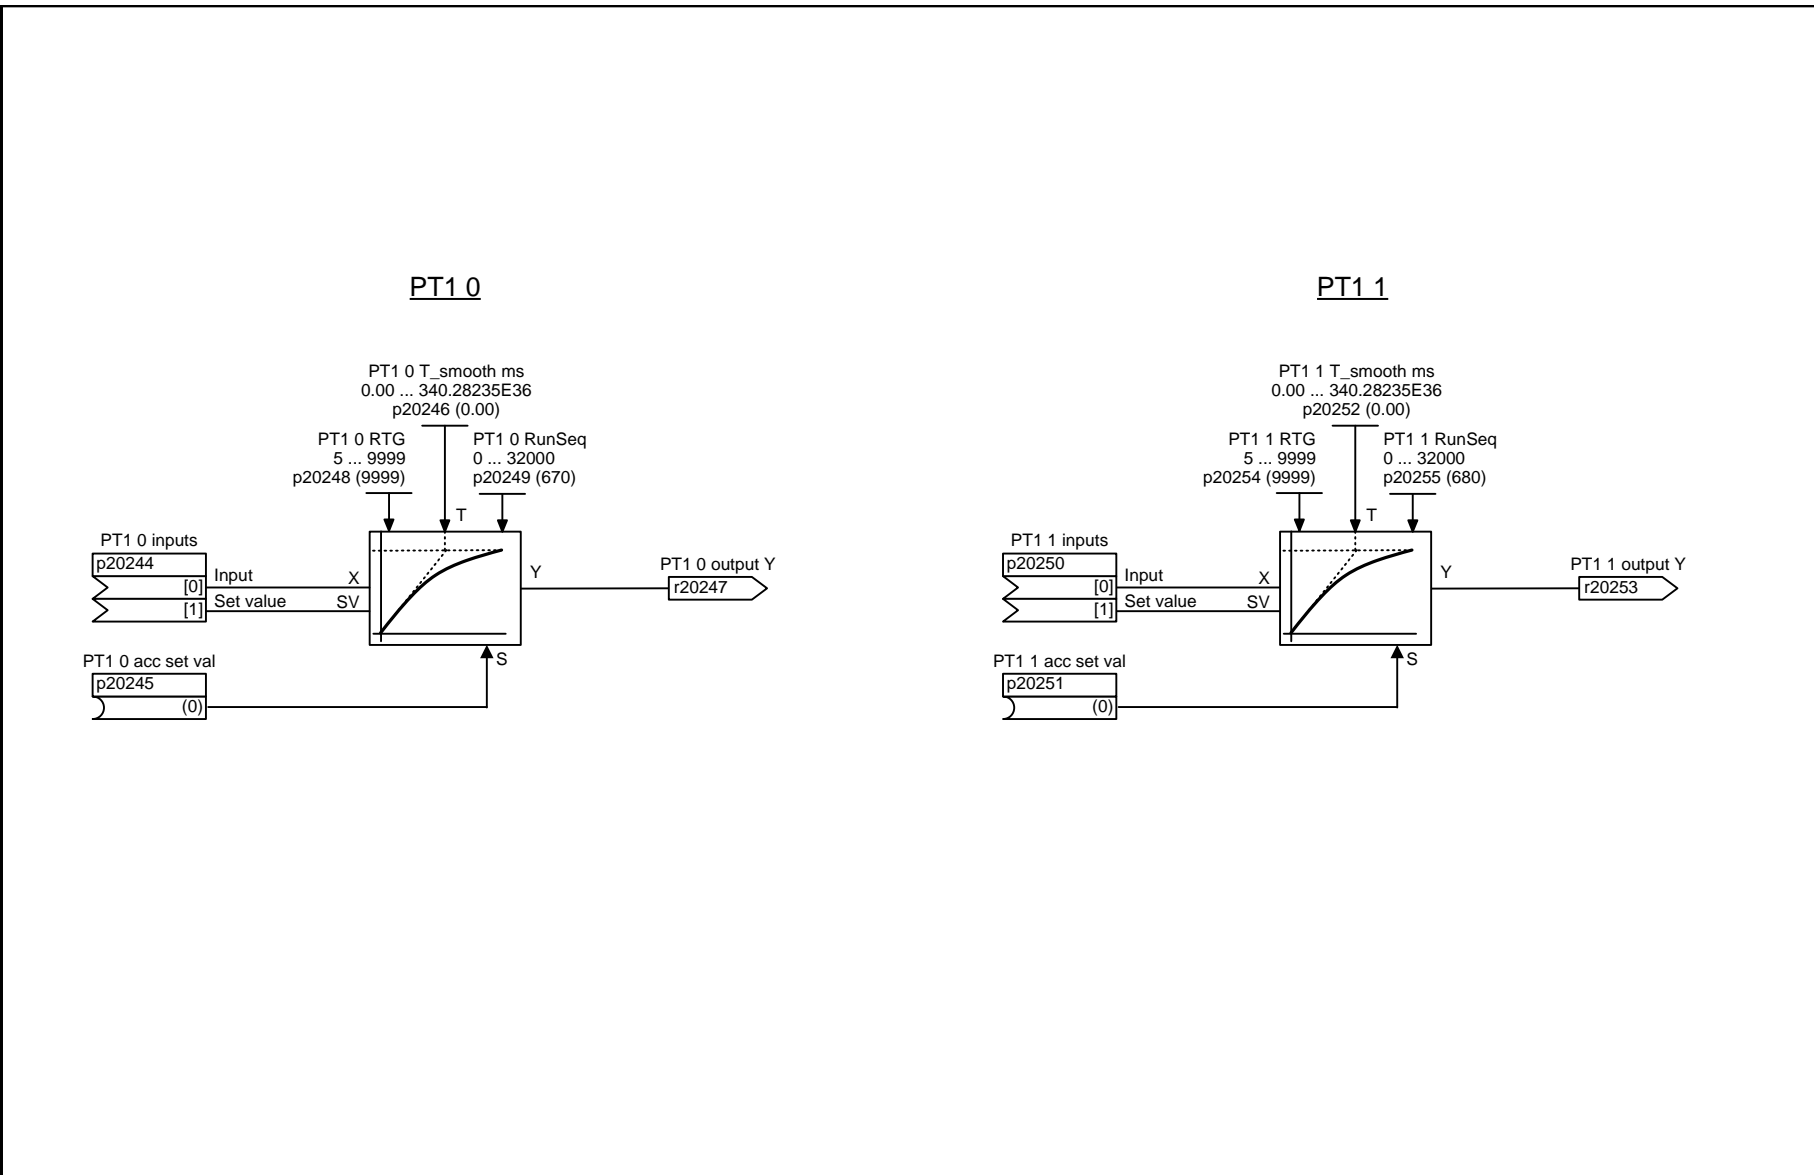 PT1 0
PT1 0 T_smooth ms
0.00 ... 340.28235E36
p20246 (0.00)
PT1 0 RTG
5 ... 9999
p20248 (9999)
PT1 0 RunSeq
0 ... 32000
p20249 (670)
T
PT1 0 inputs
p20244
[0]
Input
X
[1]
Set value
SV
Y
PT1 0 output Y
r20247
S
PT1 0 acc set val
p20245
(0)
PT1 1
PT1 1 T_smooth ms
0.00 ... 340.28235E36
p20252 (0.00)
PT1 1 RTG
5 ... 9999
p20254 (9999)
PT1 1 RunSeq
0 ... 32000
p20255 (680)
T
PT1 1 inputs
p20250
[0]
Input
X
[1]
Set value
SV
Y
PT1 1 output Y
r20253
S
PT1 1 acc set val
p20251
(0)